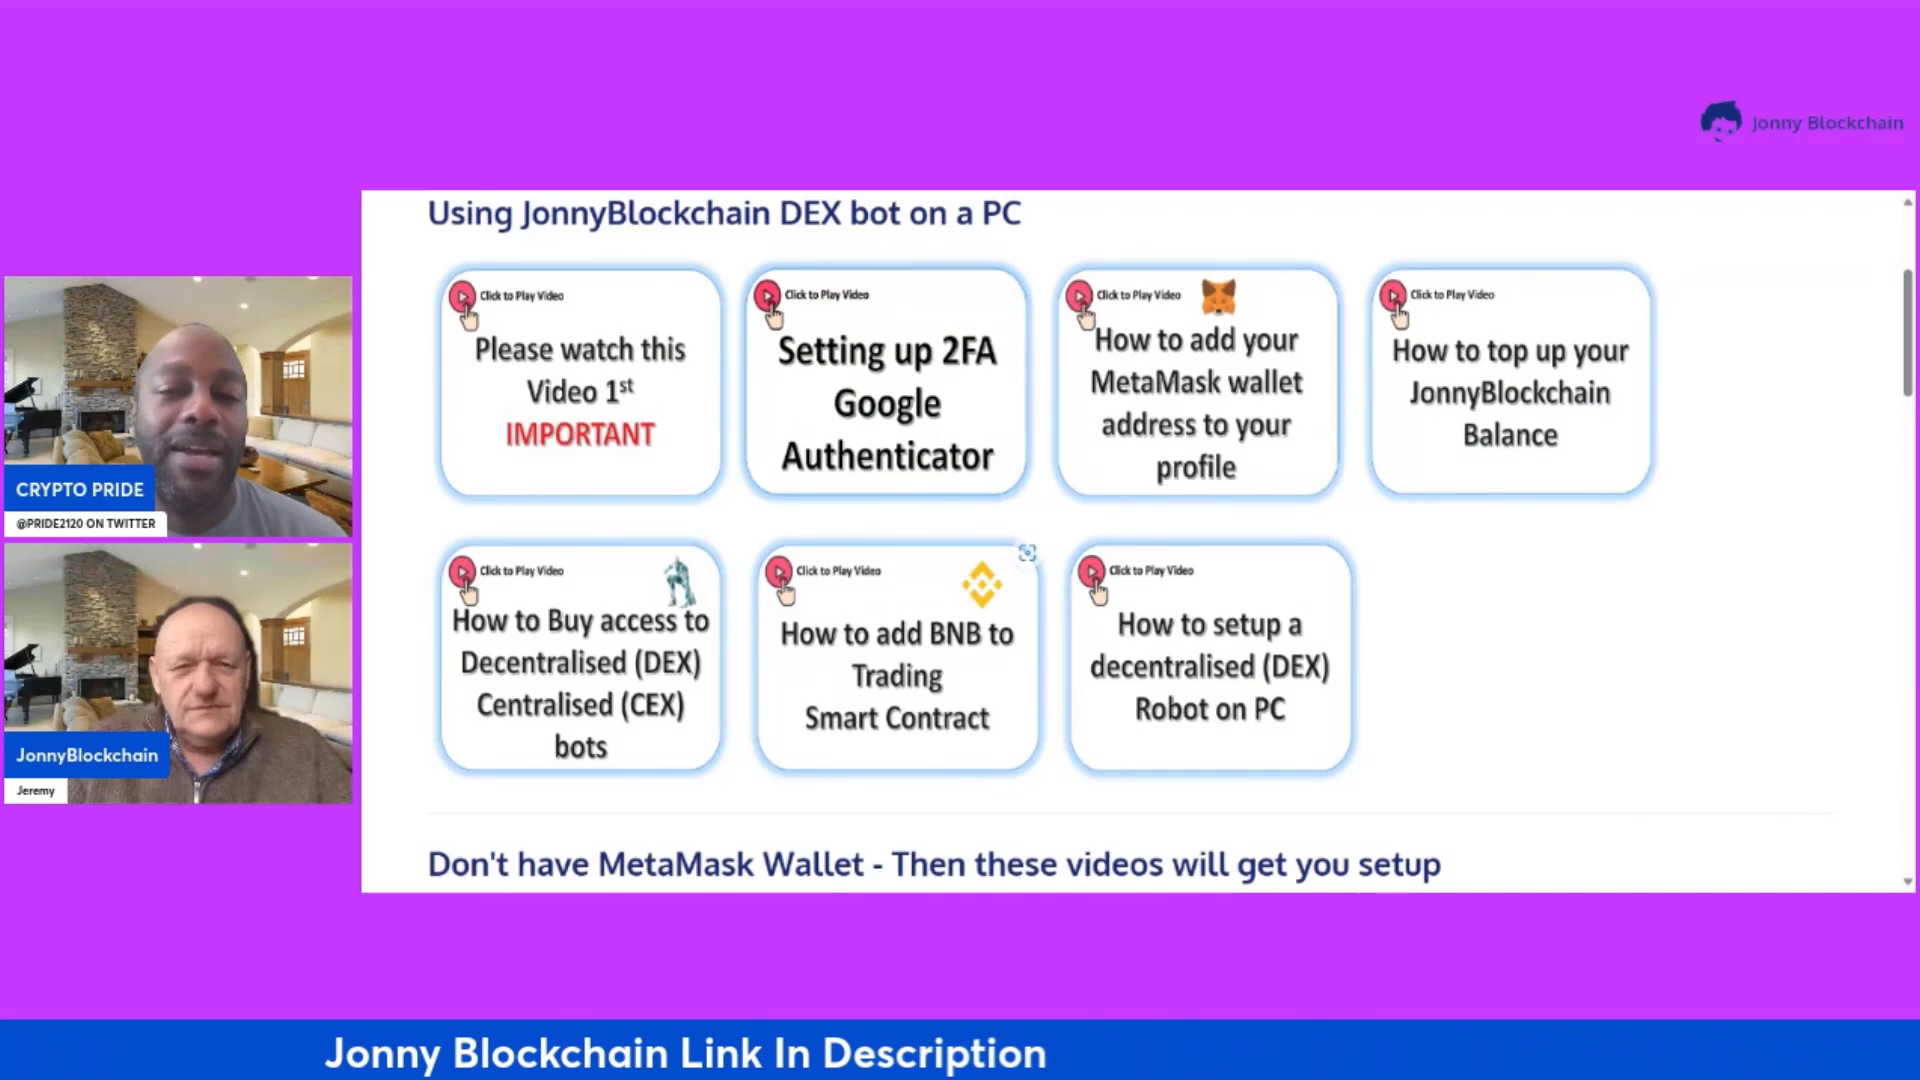 Jonny Blockchain
Using JonnyBlockchain DEX bot on a PC
Click to Play Video
Please watch this
Video 1st
IMPORTANT
Click to Play Video
Setting up 2FA
Google
Authenticator
Click to Play Video
How to add your
MetaMask wallet
address to your
profile
Click to Play Video
How to top up your
JonnyBlockchain
Balance
CRYPTO PRIDE
@PRIDE2120 ON TWITTER
Click to Play Video
How to Buy access to
Decentralised (DEX)
Centralised (CEX)
bots
Click to Play Video
How to add BNB to
Trading
Smart Contract
Click to Play Video
How to setup a
decentralised (DEX)
Robot on PC
JonnyBlockchain
Jeremy
Don't have MetaMask Wallet - Then these videos will get you setup
Jonny Blockchain Link In Description